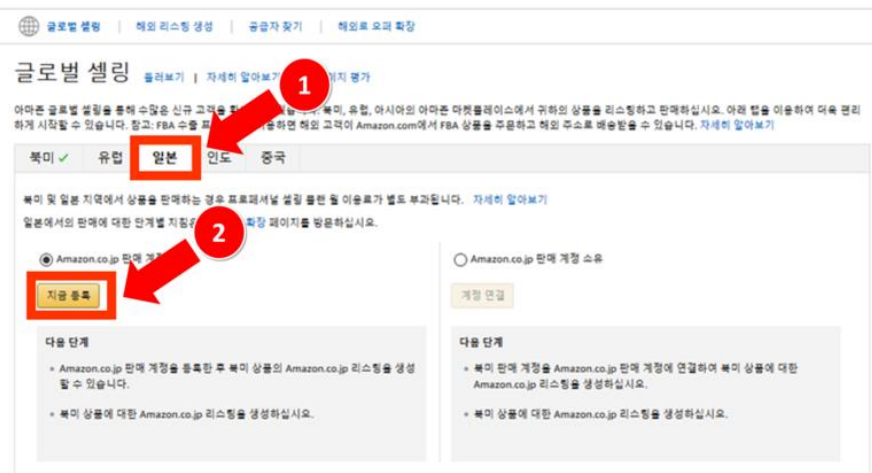 글로벌 셀링 | 해외 리스팅 생성 | 공급자 찾기 | 해외로 오퍼 확장
글로벌 셀링 둘러보기 | 자세히 알아보기 이지 평가
1
아마존 글로벌 셀링을 통해 수많은 신규 고객을 북미, 유럽, 아시아의 아마존 마켓플레이스에서 귀하의 상품을 리스팅하고 판매하십시오. 아래 탭을 이용하여 더욱 편리
하게 시작할 수 있습니다. 참고: FBA 수출 프 용하면 해외 고객이 Amazon.com에서 FBA 상품을 주문하고 해외 주소로 배송받을 수 있습니다. 자세히 알아보기
북미 ✓ 유럽 일본 인도 중국
북미 및 일본 지역에서 상품을 판매하는 경우 프로페셔널 셀링 플랜 월 이용료가 별도 부과됩니다. 자세히 알아보기
일본에서의 판매에 대한 단계별 지침은 확장 페이지를 방문하십시오.
2
Amazon.co.jp 판매 계정
Amazon.co.jp 판매 계정 소유
지금 등록
계정 연결
다음 단계
• Amazon.co.jp 판매 계정을 등록한 후 북미 상품의 Amazon.co.jp 리스팅을 생성
할 수 있습니다.
• 북미 상품에 대한 Amazon.co.jp 리스팅을 생성하십시오.
다음 단계
• 북미 판매 계정을 Amazon.co.jp 판매 계정에 연결하여 북미 상품에 대한
Amazon.co.jp 리스팅을 생성하십시오.
• 북미 상품에 대한 Amazon.co.jp 리스팅을 생성하십시오.